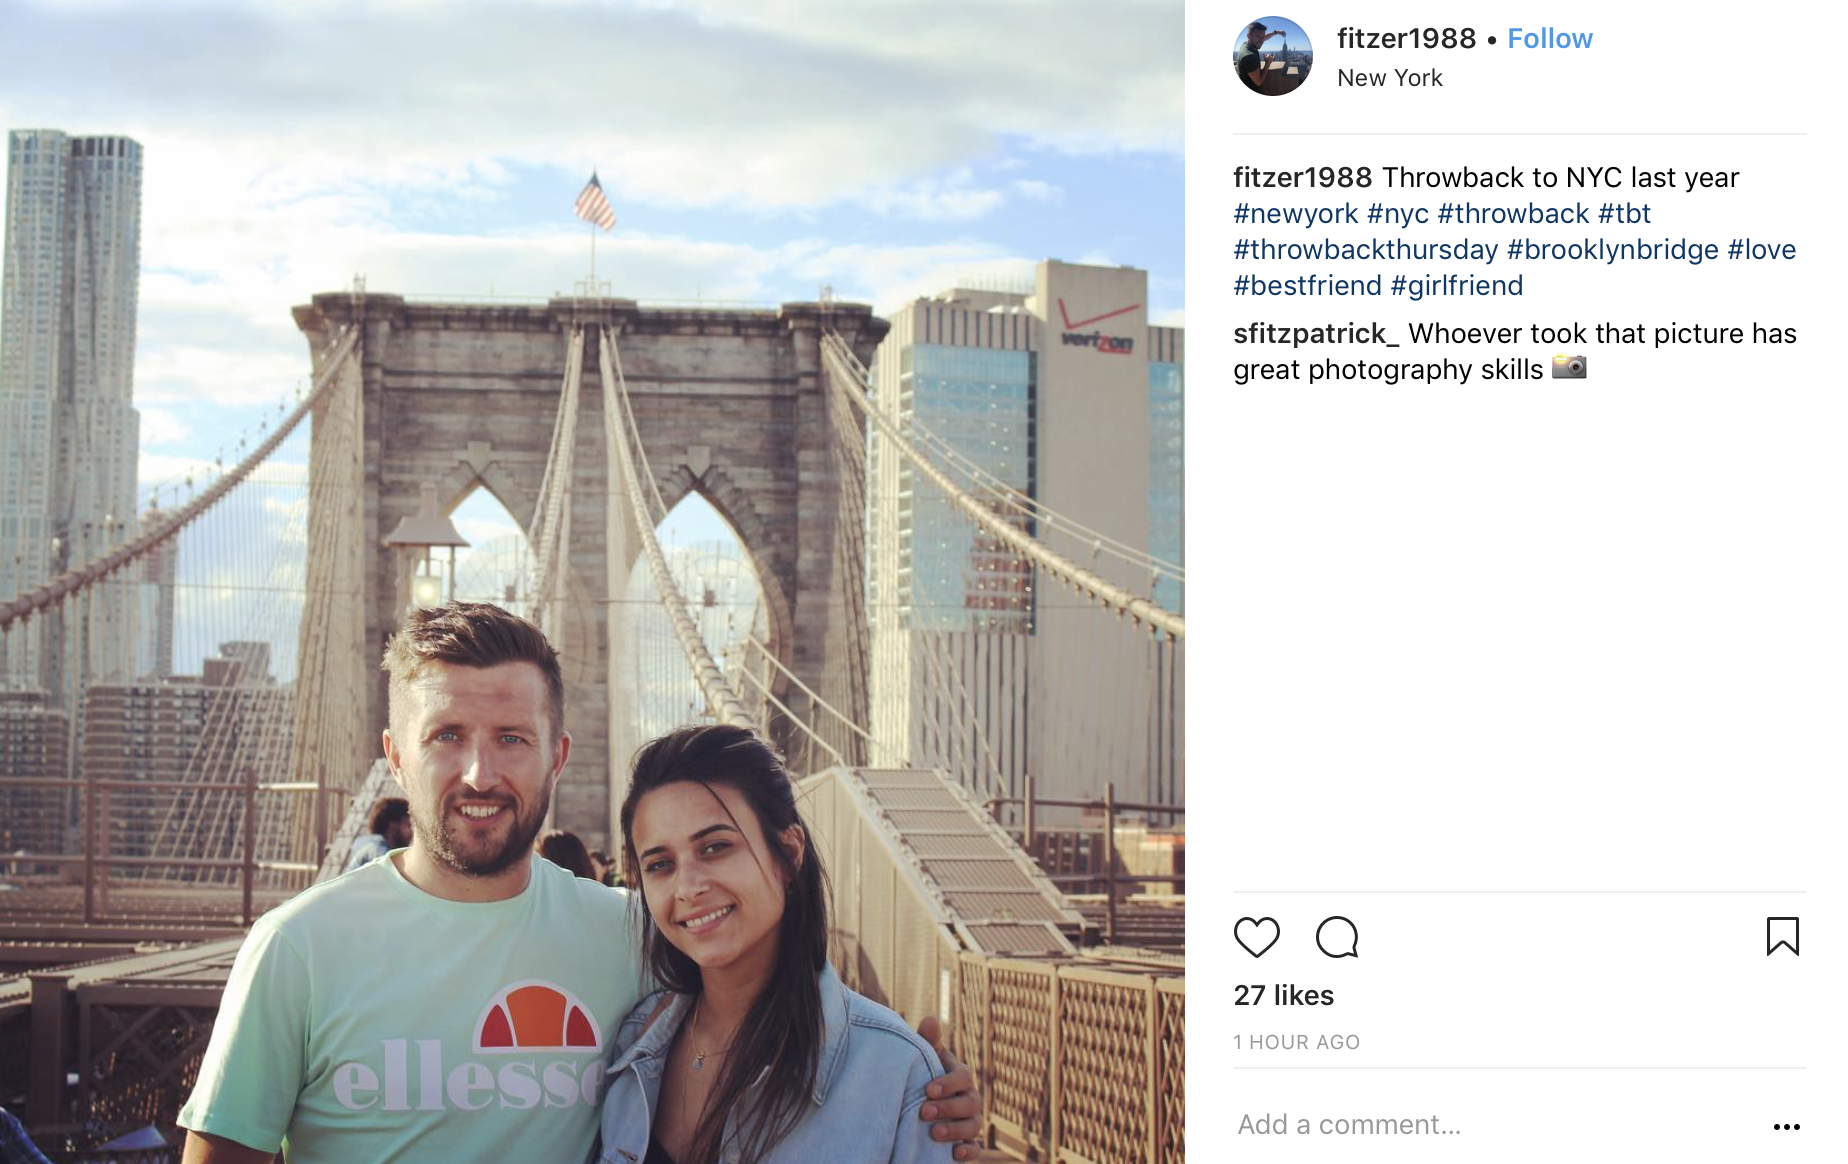 verizon
ellesse
fitzer1988 • Follow
New York
fitzer1988 Throwback to NYC last year
#newyork #nyc #throwback #tbt
#throwbackthursday #brooklynbridge #love
#bestfriend #girlfriend
sfitzpatrick_ Whoever took that picture has
great photography skills 📸
27 likes
1 HOUR AGO
Add a comment...